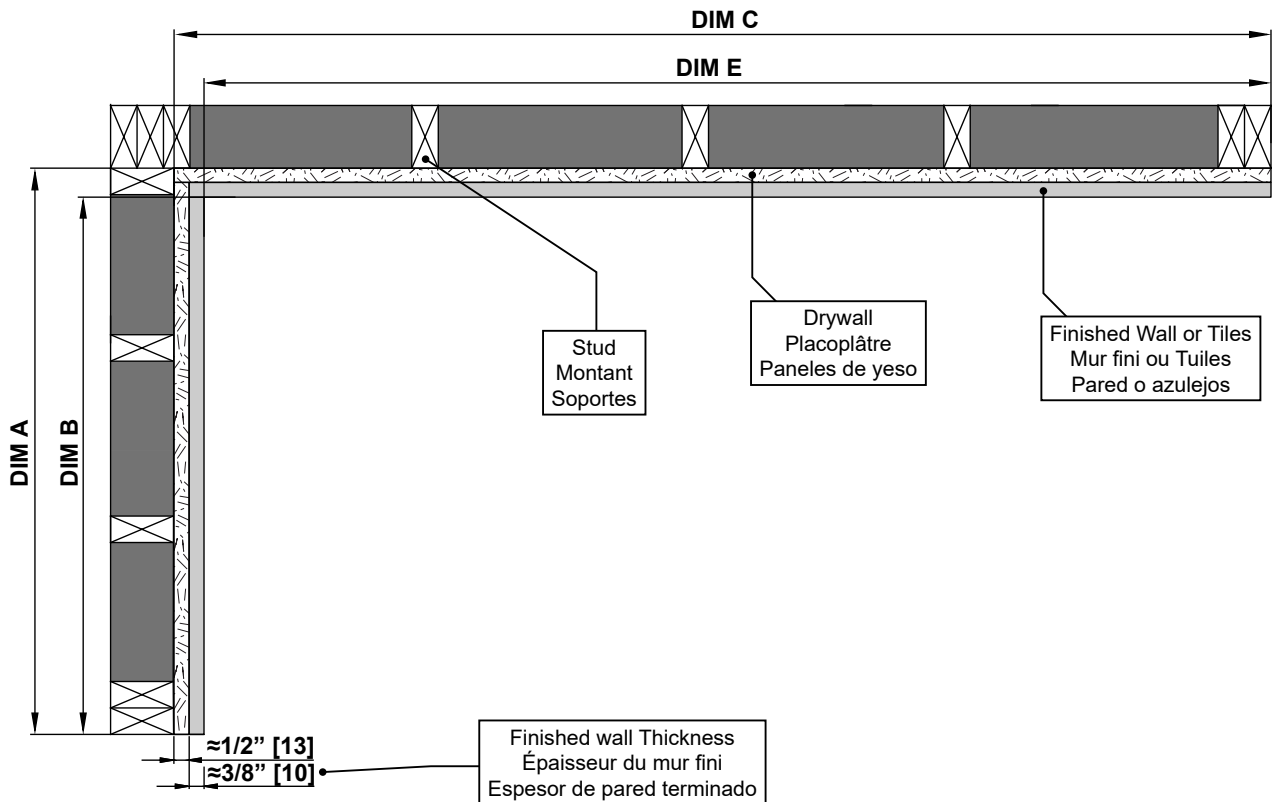 DIM C
DIM E
DIM A
DIM B
Stud
Montant
Soportes
Drywall
Placoplâtre
Paneles de yeso
Finished Wall or Tiles
Mur fini ou Tuiles
Pared o azulejos
≈1/2” [13]
≈3/8” [10]
Finished wall Thickness
Épaisseur du mur fini
Espesor de pared terminado